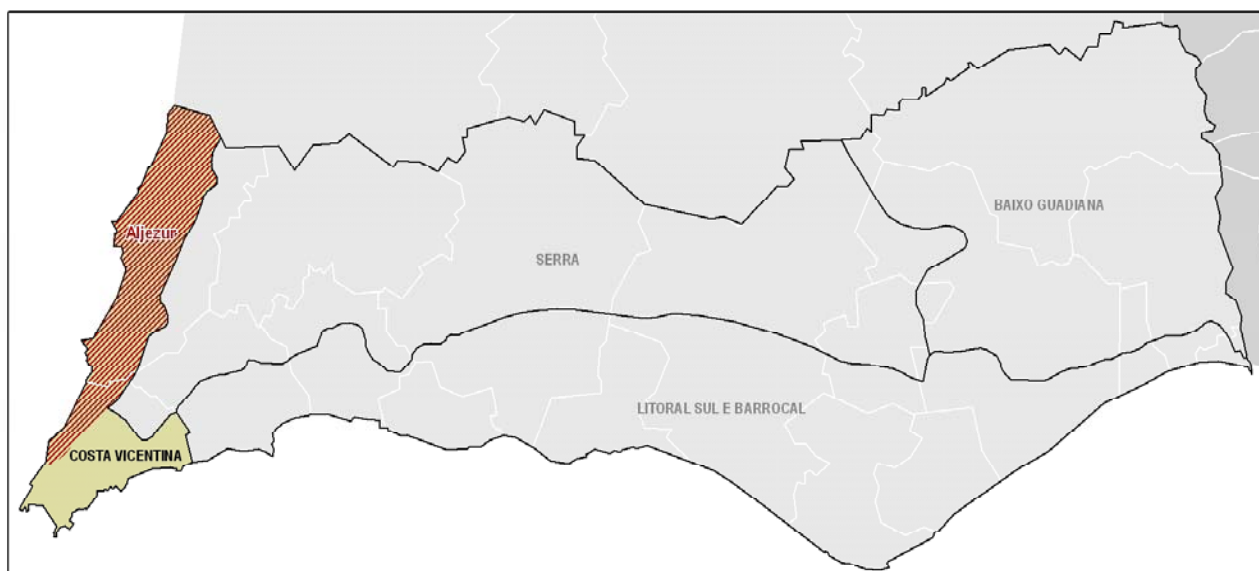 BAIXO GUADIANA
Aljezur
SERRA
LITORAL SUL E BARROCAL
COSTA VICENTINA